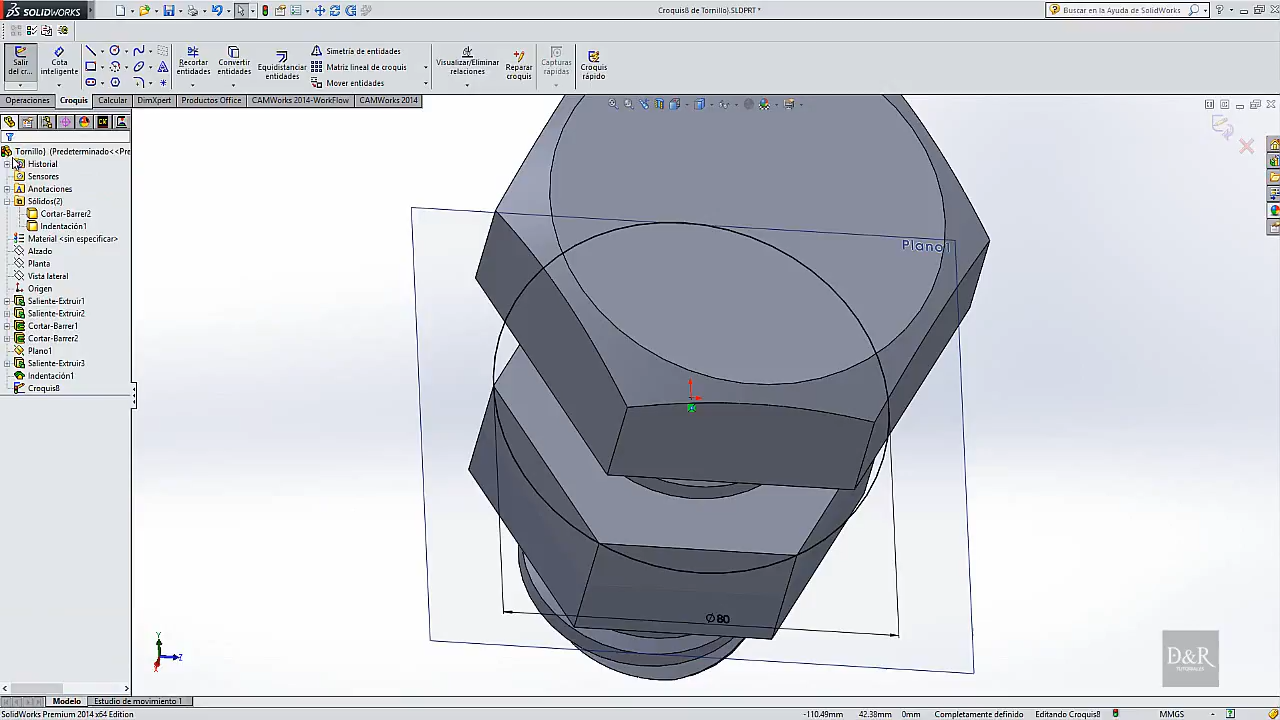 SOLIDWORKS
Croquis8 de Tornillo}.SLDPRT *
Buscar en la Ayuda de SolidWorks
Salir del cr...
Cota inteligente
Recortar entidades
Convertir entidades
Equidistanciar entidades
Simetría de entidades
Matriz lineal de croquis
Mover entidades
Visualizar/Eliminar relaciones
Reparar croquis
Capturas rápidas
Croquis rápido
Operaciones
Croquis
Calcular
DimXpert
Productos Office
CAMWorks 2014-WorkFlow
CAMWorks 2014
Tornillo} (Predeterminado<<Pre
Historial
Sensores
Anotaciones
Sólidos(2)
Cortar-Barrer2
Indentación1
Material <sin especificar>
Alzado
Planta
Vista lateral
Origen
Saliente-Extruir1
Saliente-Extruir2
Cortar-Barrer1
Cortar-Barrer2
Plano1
Saliente-Extruir3
Indentación1
Croquis8
Plano1
Ø80
Y
Z
X
D&R
TUTORIALES
Modelo
Estudio de movimiento 1
SolidWorks Premium 2014 x64 Edition
-110.49mm
42.38mm
0mm
Completamente definido
Editando Croquis8
MMGS